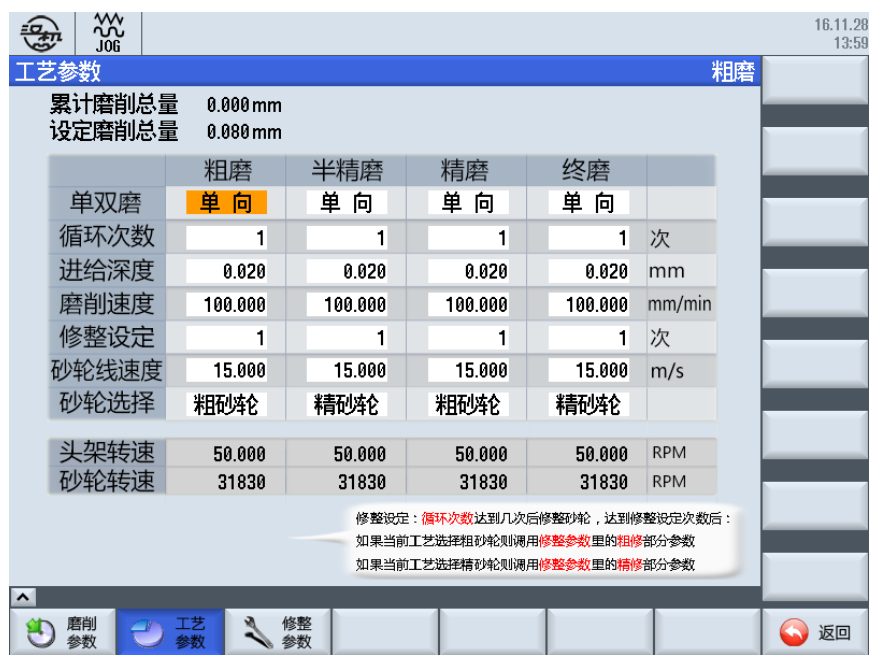 JOG
16.11.28
13:59
工艺参数 粗磨
累计磨削总量 0.000 mm
设定磨削总量 0.080 mm
粗磨 半精磨 精磨 终磨
单双磨 单 向 单 向 单 向 单 向
循环次数 1 1 1 1 次
进给深度 0.020 0.020 0.020 0.020 mm
磨削速度 100.000 100.000 100.000 100.000 mm/min
修整设定 1 1 1 1 次
砂轮线速度 15.000 15.000 15.000 15.000 m/s
砂轮选择 粗砂轮 精砂轮 粗砂轮 精砂轮
头架转速 50.000 50.000 50.000 50.000 RPM
砂轮转速 31830 31830 31830 31830 RPM
修整设定：循环次数达到几次后修整砂轮，达到修整设定次数后：
如果当前工艺选择粗砂轮则调用修整参数里的粗修部分参数
如果当前工艺选择精砂轮则调用修整参数里的精修部分参数
磨削
参数
工艺
参数
修整
参数
返回